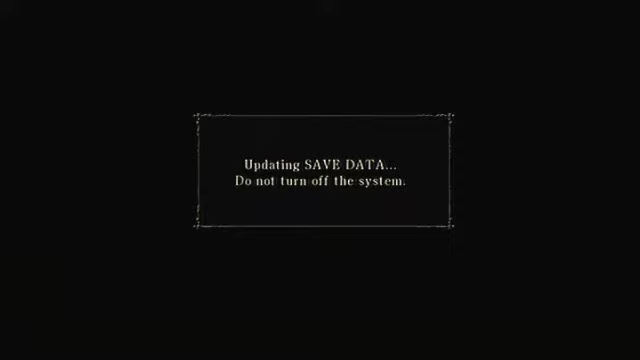 Updating SAVE DATA...
Do not turn off the system.